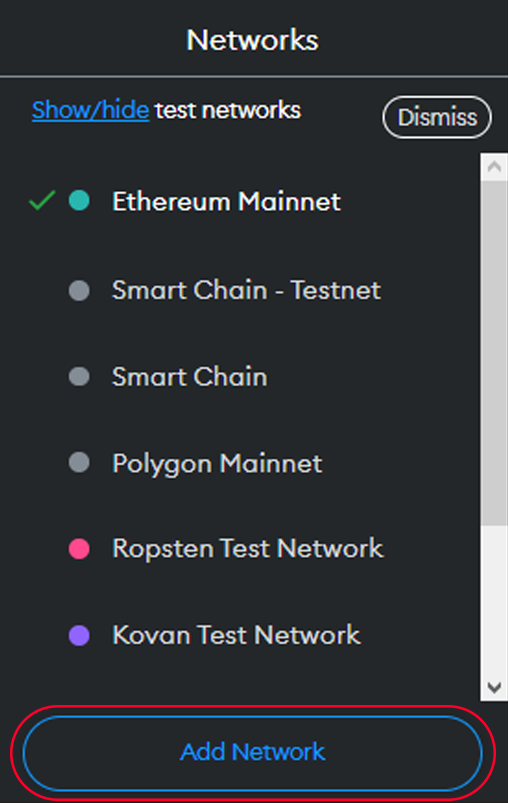 Networks
Show/hide test networks
Dismiss
Ethereum Mainnet
Smart Chain - Testnet
Smart Chain
Polygon Mainnet
Ropsten Test Network
Kovan Test Network
Add Network